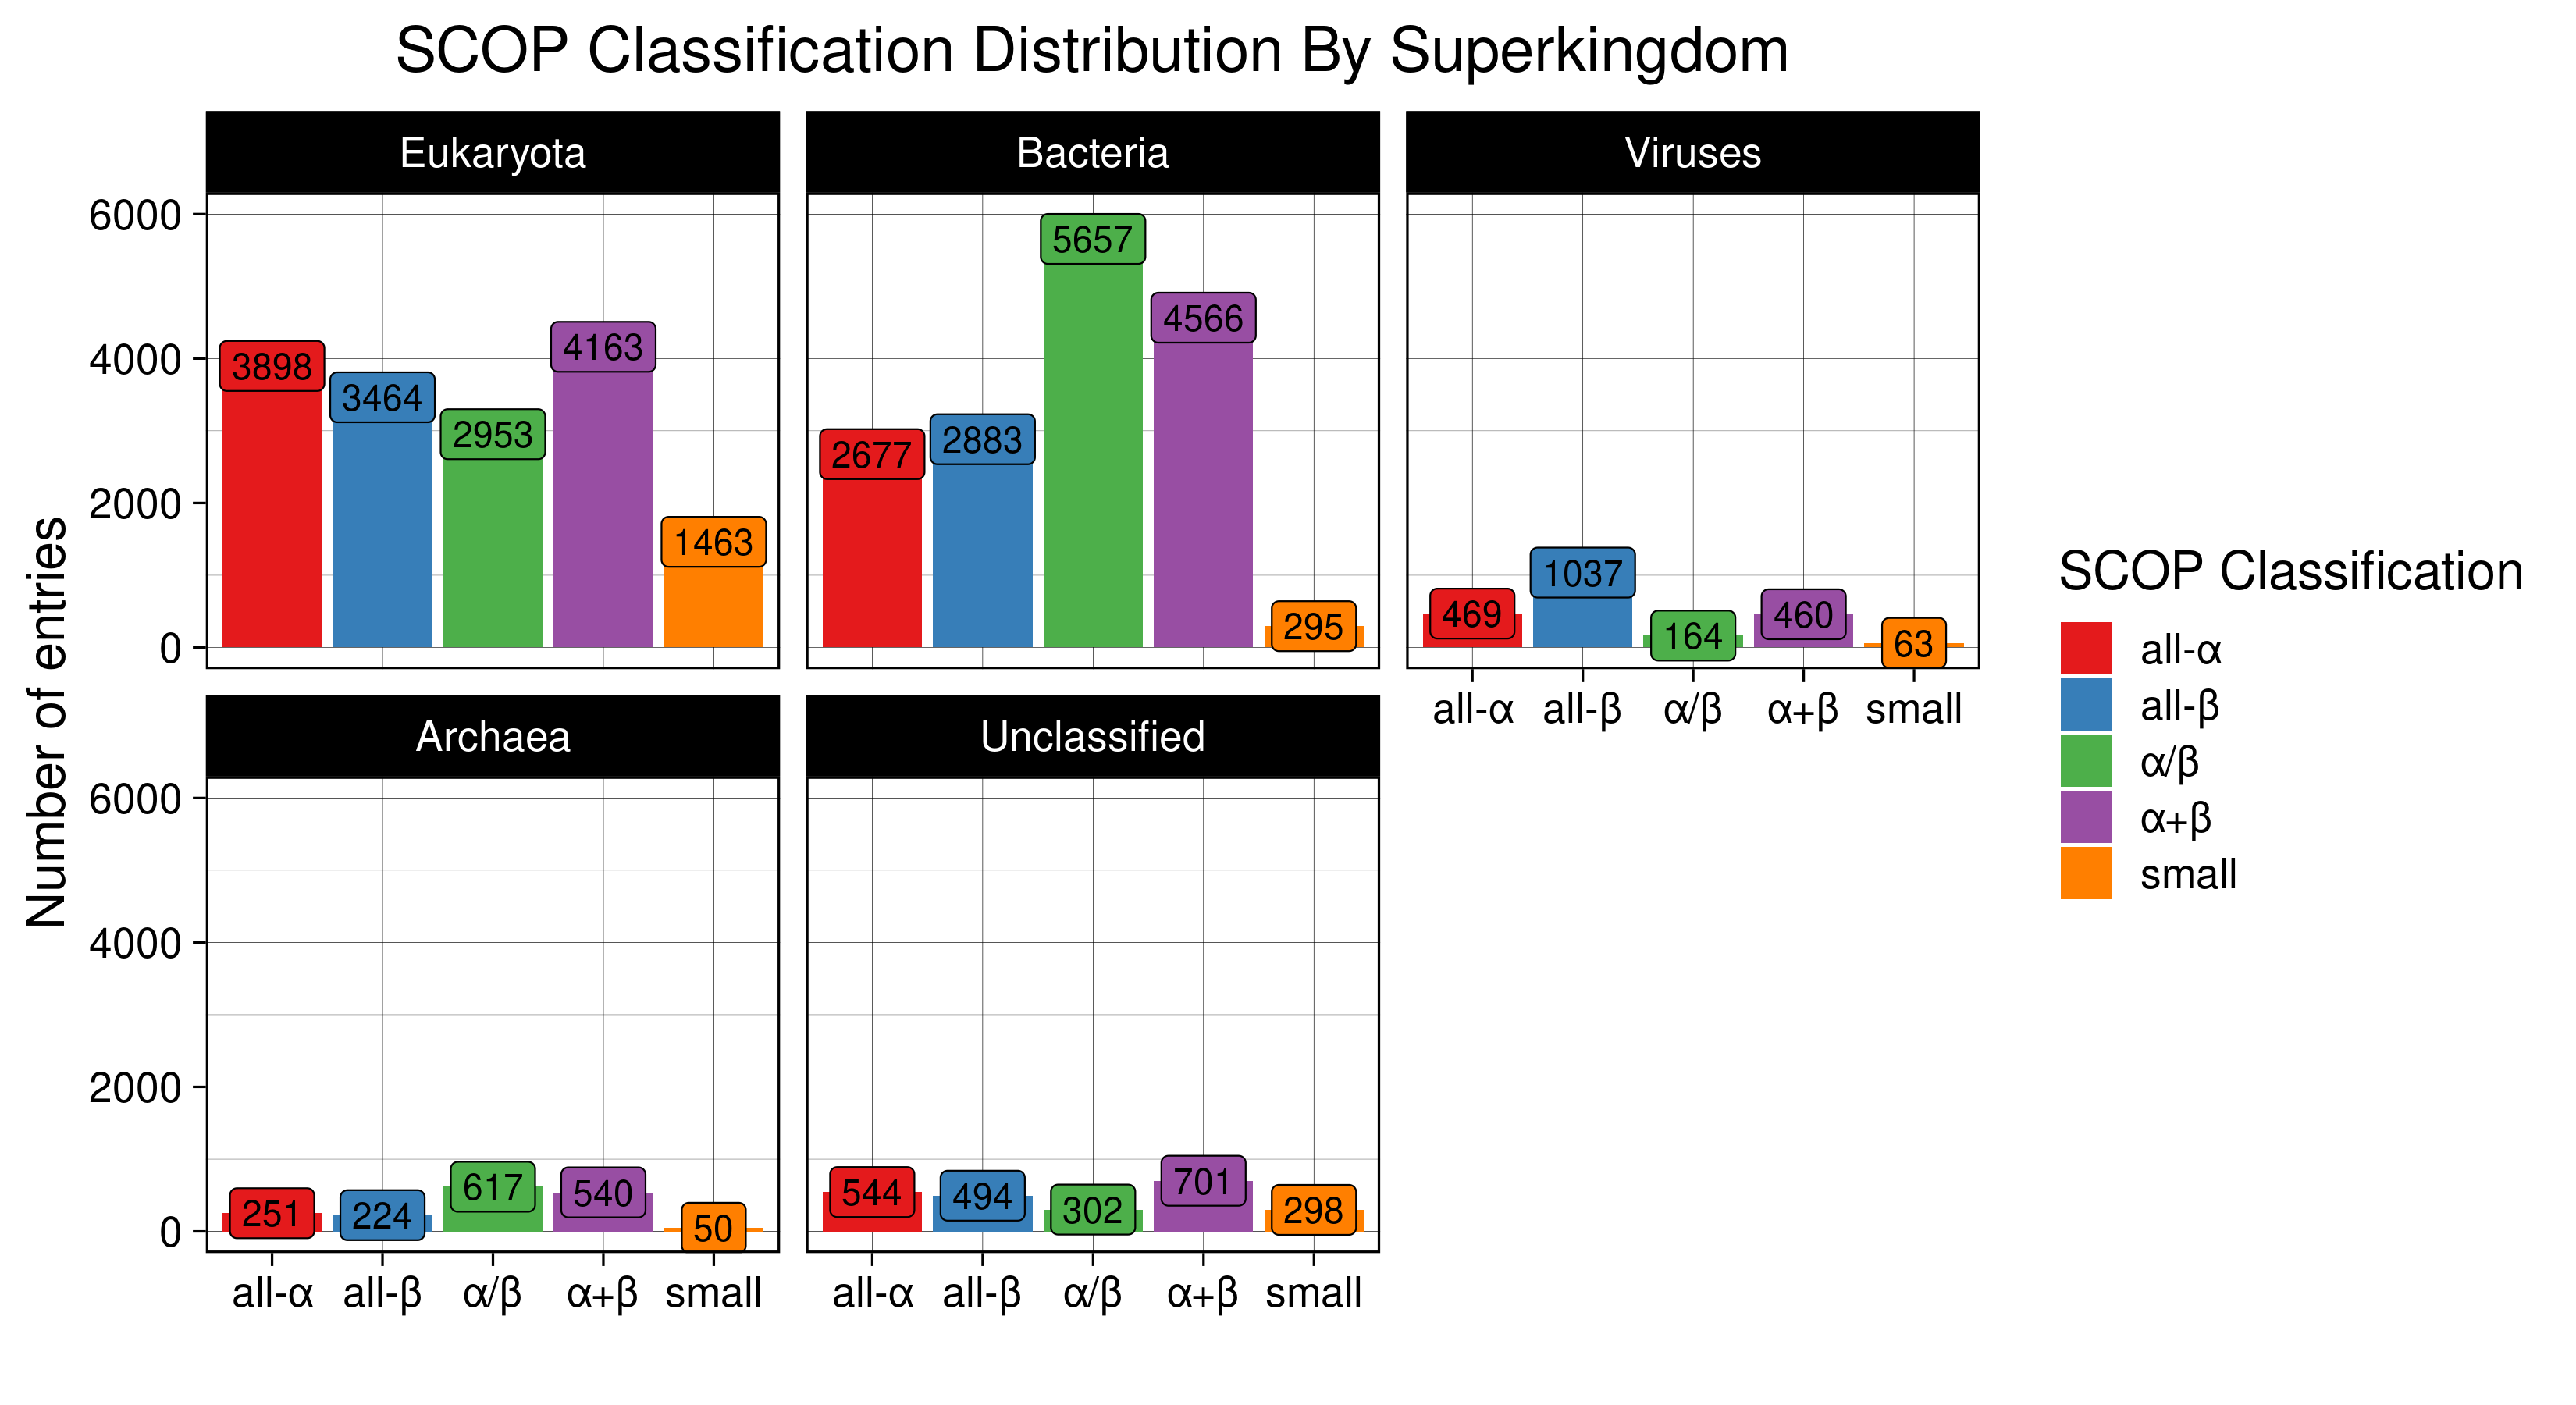 SCOP Classification Distribution By Superkingdom
Eukaryota
Bacteria
Viruses
6000
4000
2000
0
3898
3464
2953
4163
1463
2677
2883
5657
4566
295
469
1037
164
460
63
all-α all-β α/β α+β small
Archaea
Unclassified
6000
4000
2000
0
251
224
617
540
50
544
494
302
701
298
all-α all-β α/β α+β small
all-α all-β α/β α+β small
Number of entries
SCOP Classification
all-α
all-β
α/β
α+β
small